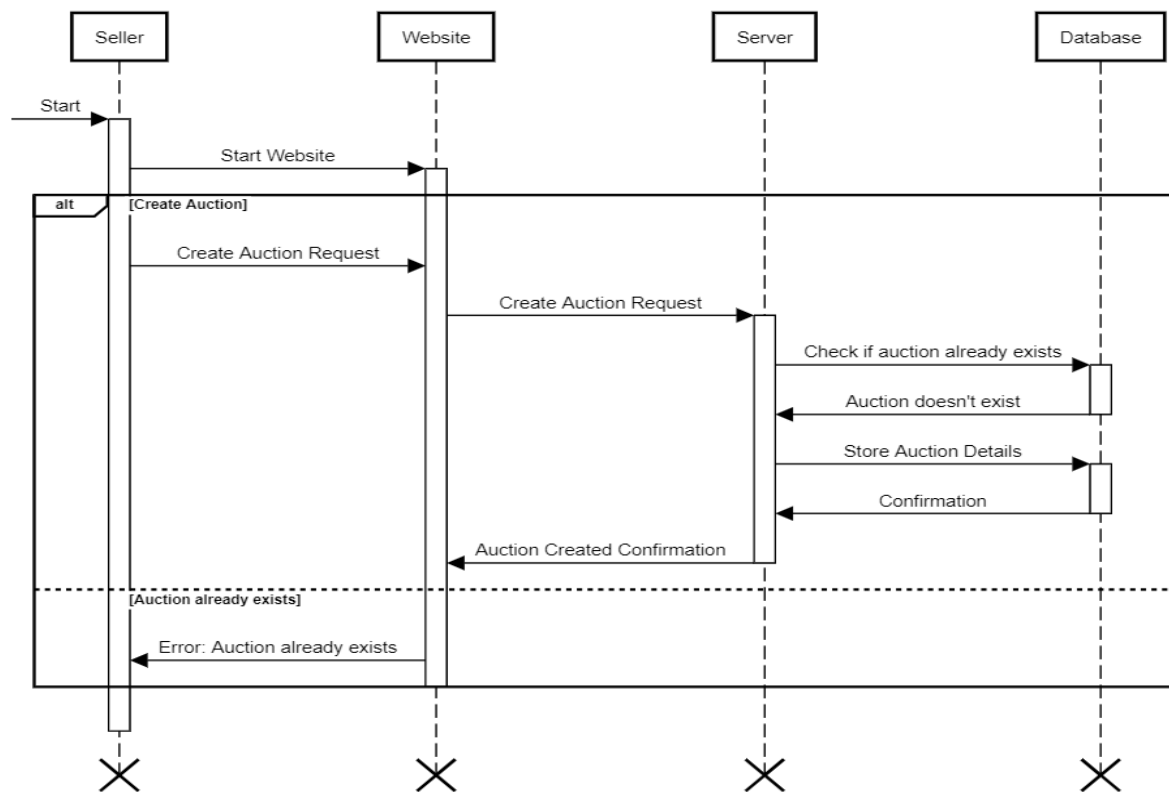 Seller
Website
Server
Database
Start
Start Website
alt
[Create Auction]
Create Auction Request
Create Auction Request
Check if auction already exists
Auction doesn't exist
Store Auction Details
Confirmation
Auction Created Confirmation
[Auction already exists]
Error: Auction already exists